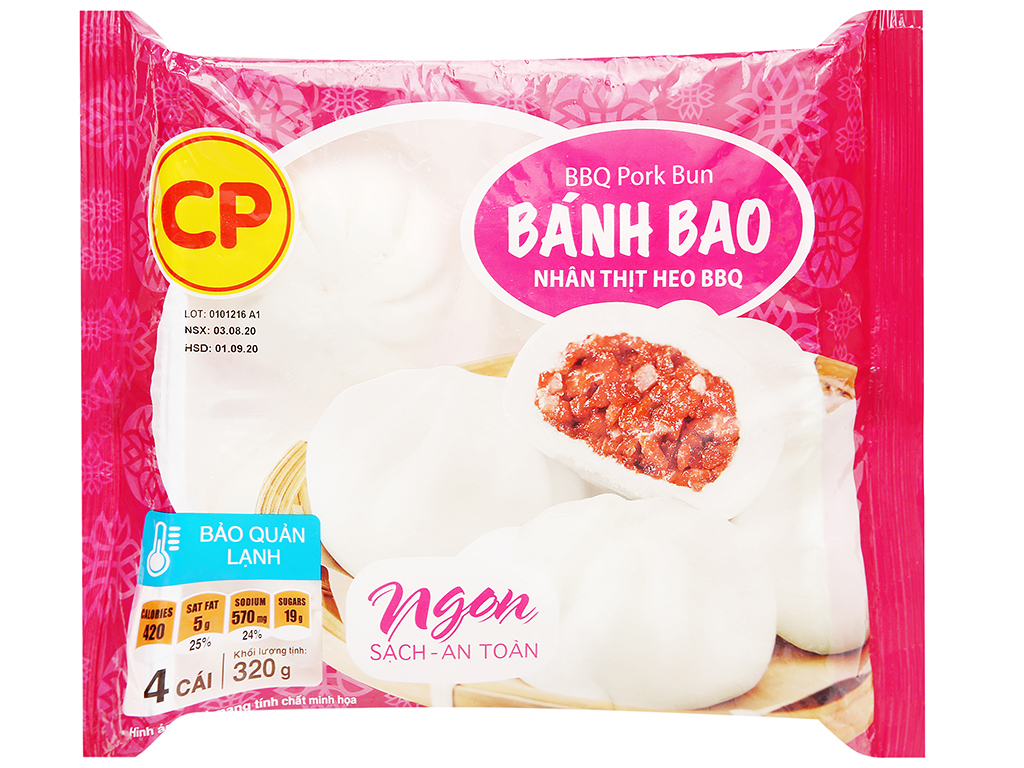 CP
BBQ Pork Bun
BÁNH BAO
NHÂN THỊT HEO BBQ
LOT: 0101216 A1
NSX: 03.08.20
HSD: 01.09.20
BẢO QUẢN
LẠNH
CALORIES
420
SAT FAT
5g
25%
SODIUM
570 mg
24%
SUGARS
19g
4 CÁI
Khối lượng tịnh:
320 g
Ngon
SẠCH - AN TOÀN
tính chất minh họa